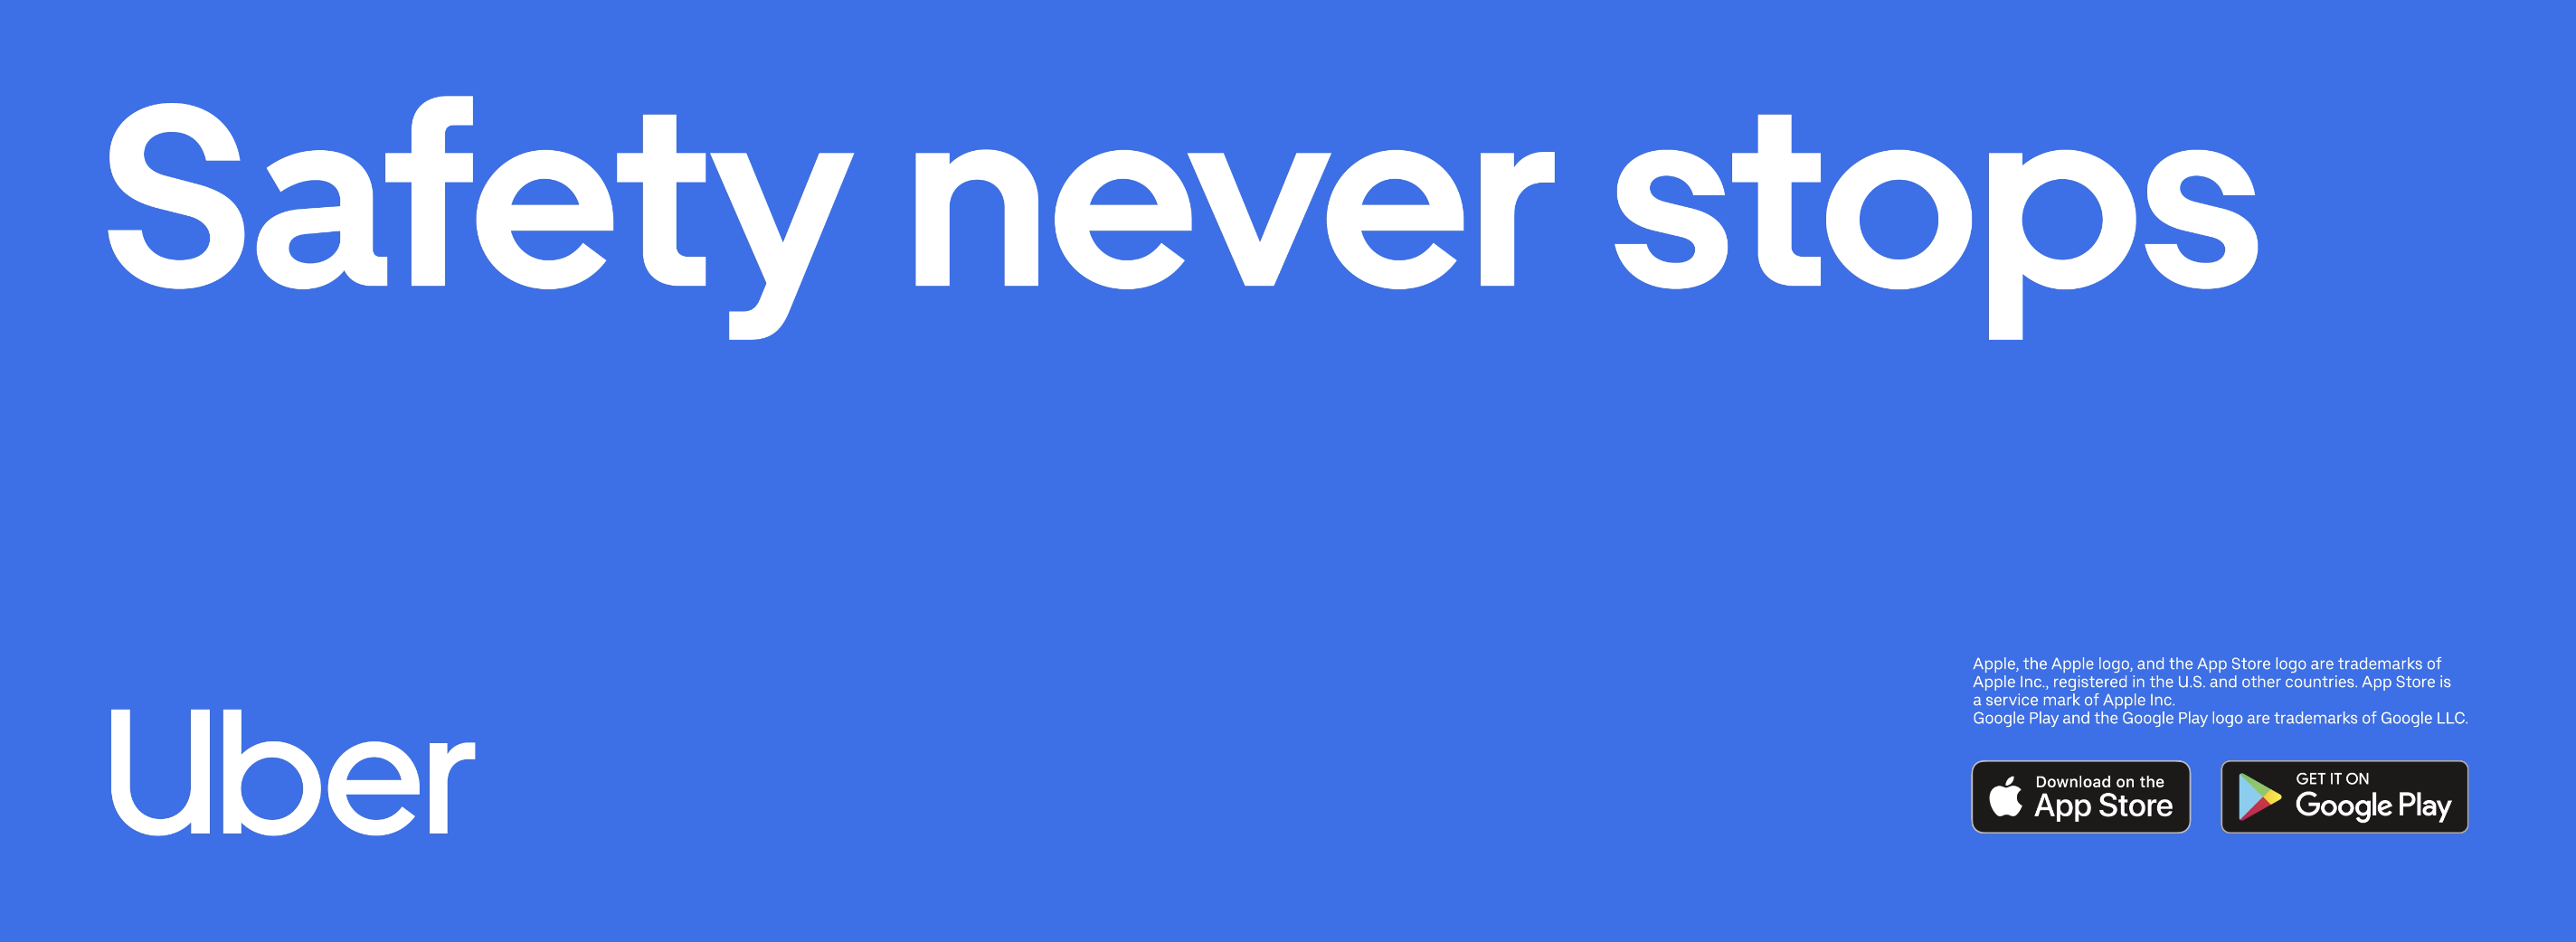 Safety never stops
Uber
Apple, the Apple logo, and the App Store logo are trademarks of
Apple Inc., registered in the U.S. and other countries. App Store is
a service mark of Apple Inc.
Google Play and the Google Play logo are trademarks of Google LLC.
Download on the
App Store
GET IT ON
Google Play